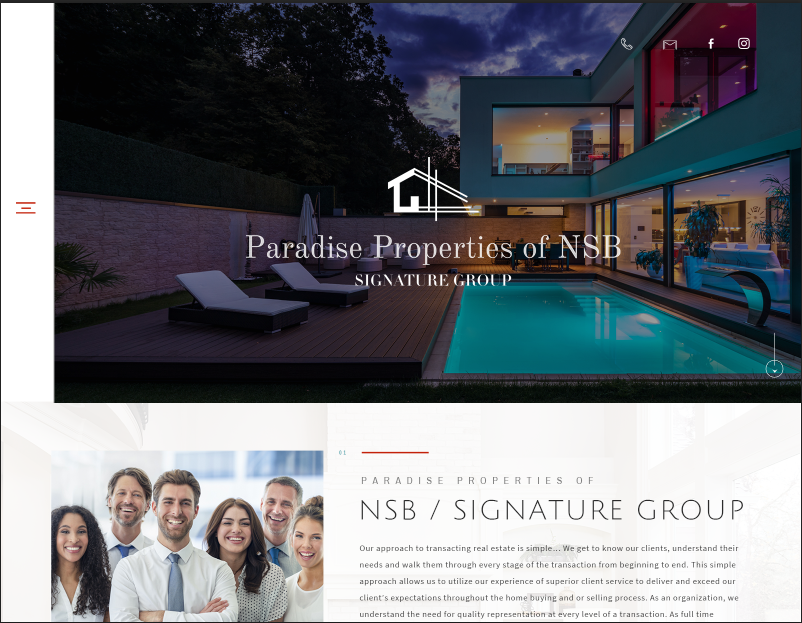 Paradise Properties of NSB
SIGNATURE GROUP
01
PARADISE PROPERTIES OF
NSB / SIGNATURE GROUP
Our approach to transacting real estate is simple... We get to know our clients, understand their
needs and walk them through every stage of the transaction from beginning to end. This simple
approach allows us to utilize our experience of superior client service to deliver and exceed our
client's expectations throughout the home buying and or selling process. As an organization, we
understand the need for quality representation at every level of a transaction. As full time